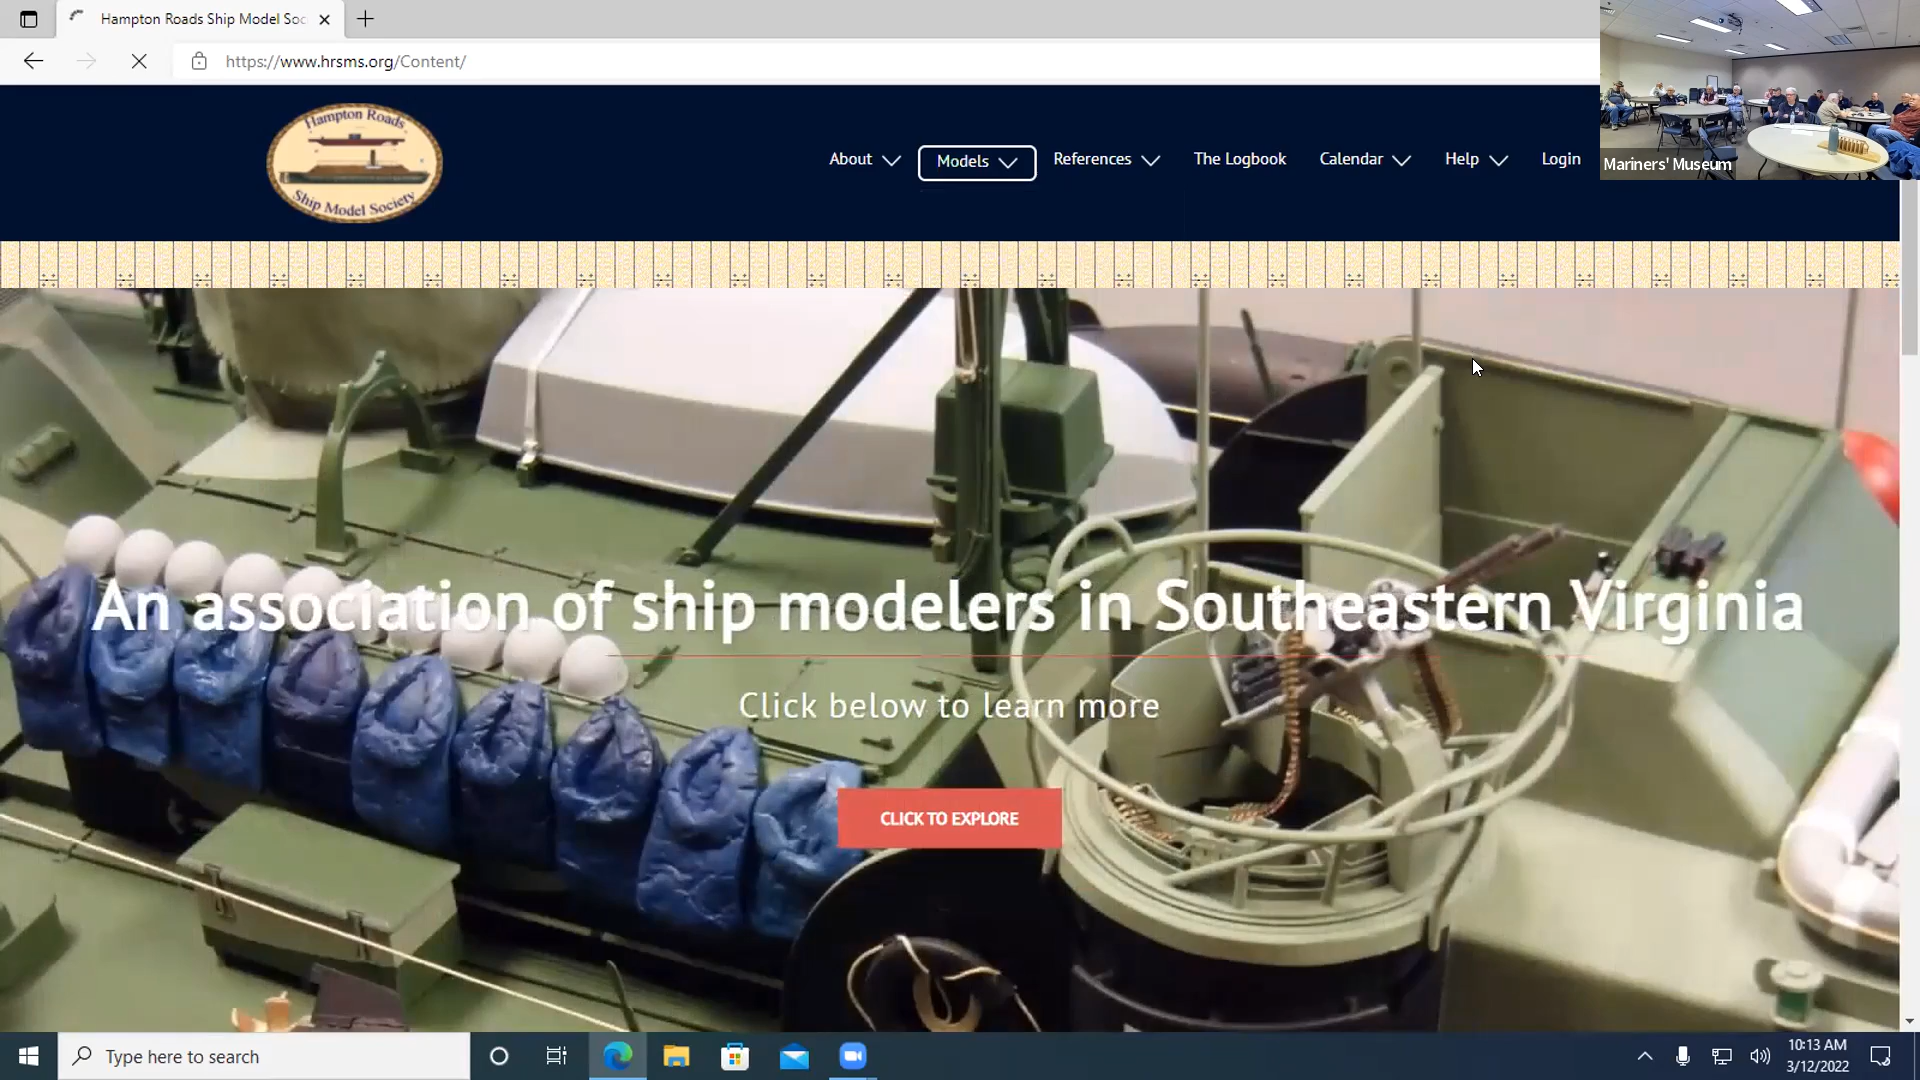 Hampton Roads Ship Model Soc
https://www.hrsms.org/Content/
Hampton Roads
Ship Model Society
About
Models
References
The Logbook
Calendar
Help
Login
Mariners' Museum
An association of ship modelers in Southeastern Virginia
Click below to learn more
CLICK TO EXPLORE
Type here to search
10:13 AM
3/12/2022